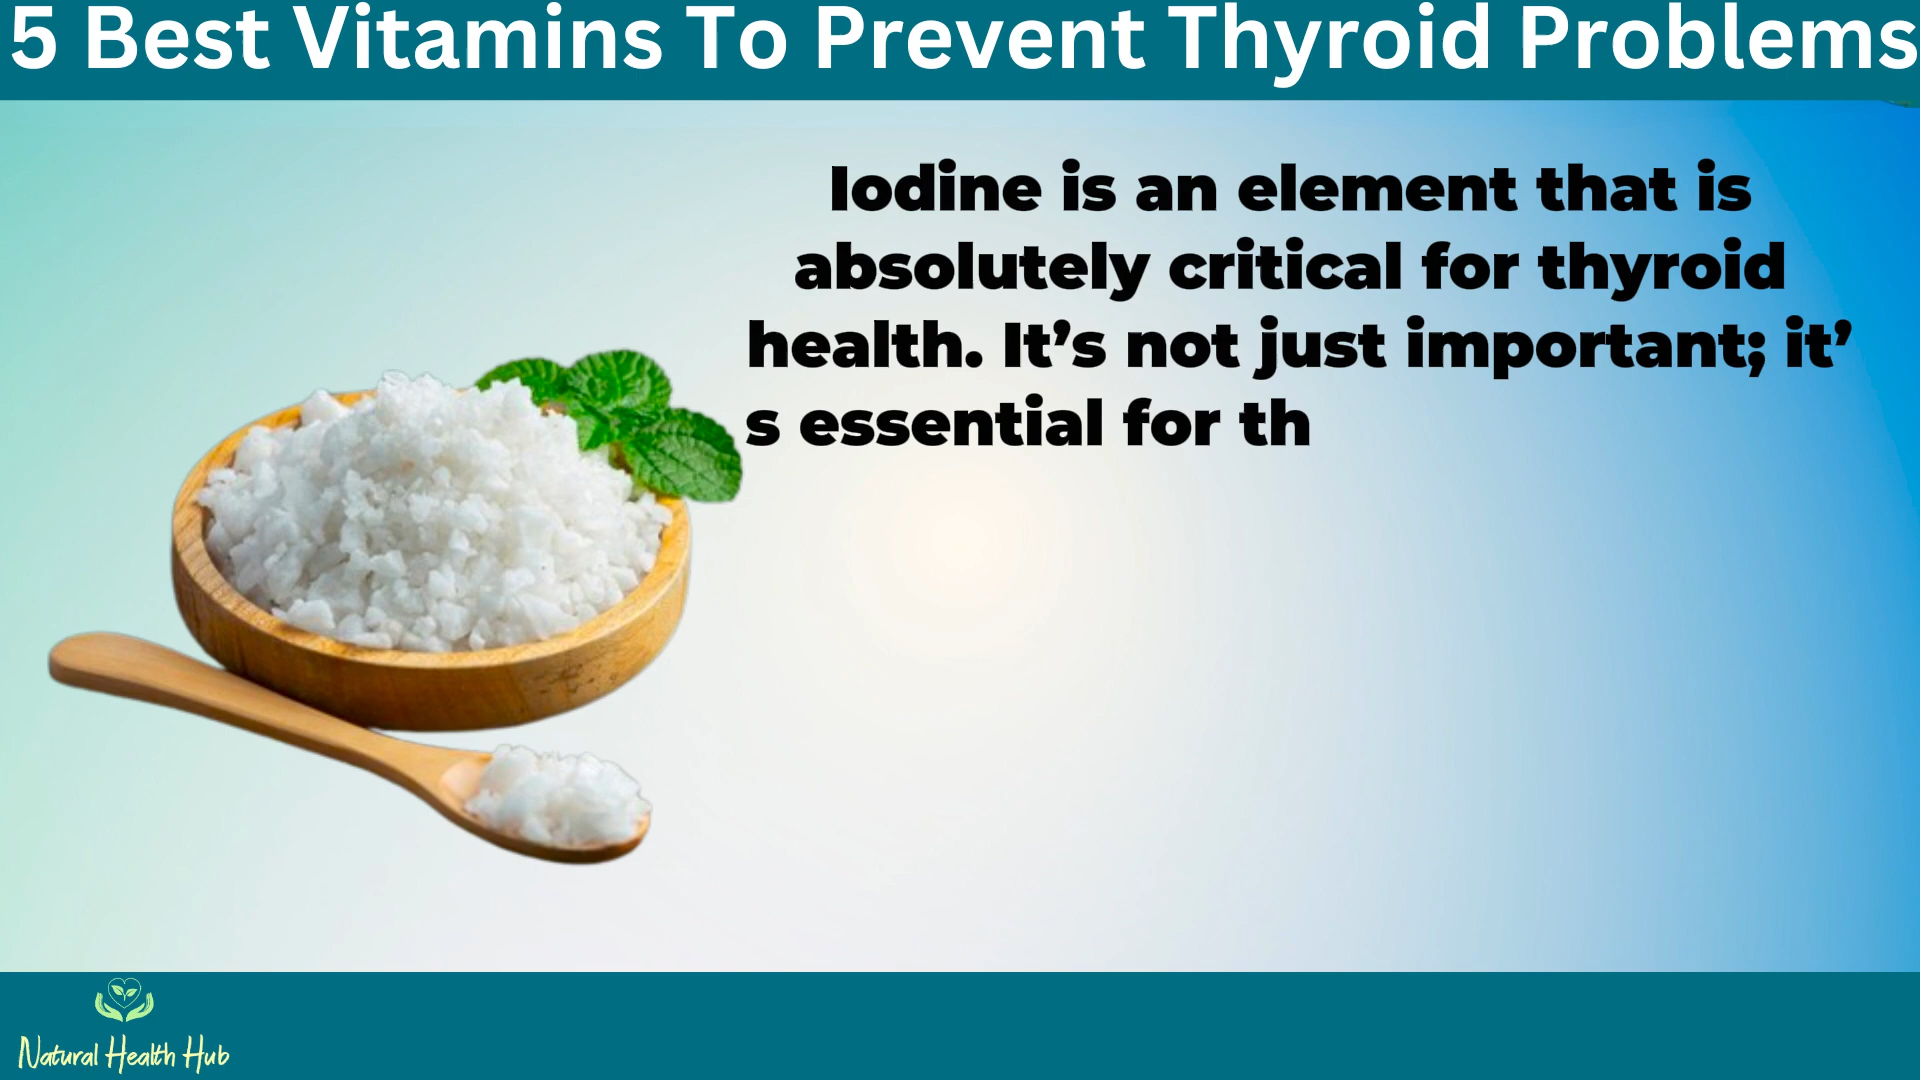 5 Best Vitamins To Prevent Thyroid Problems
Iodine is an element that is
absolutely critical for thyroid
health. It’s not just important; it’
s essential for th
Natural Health Hub